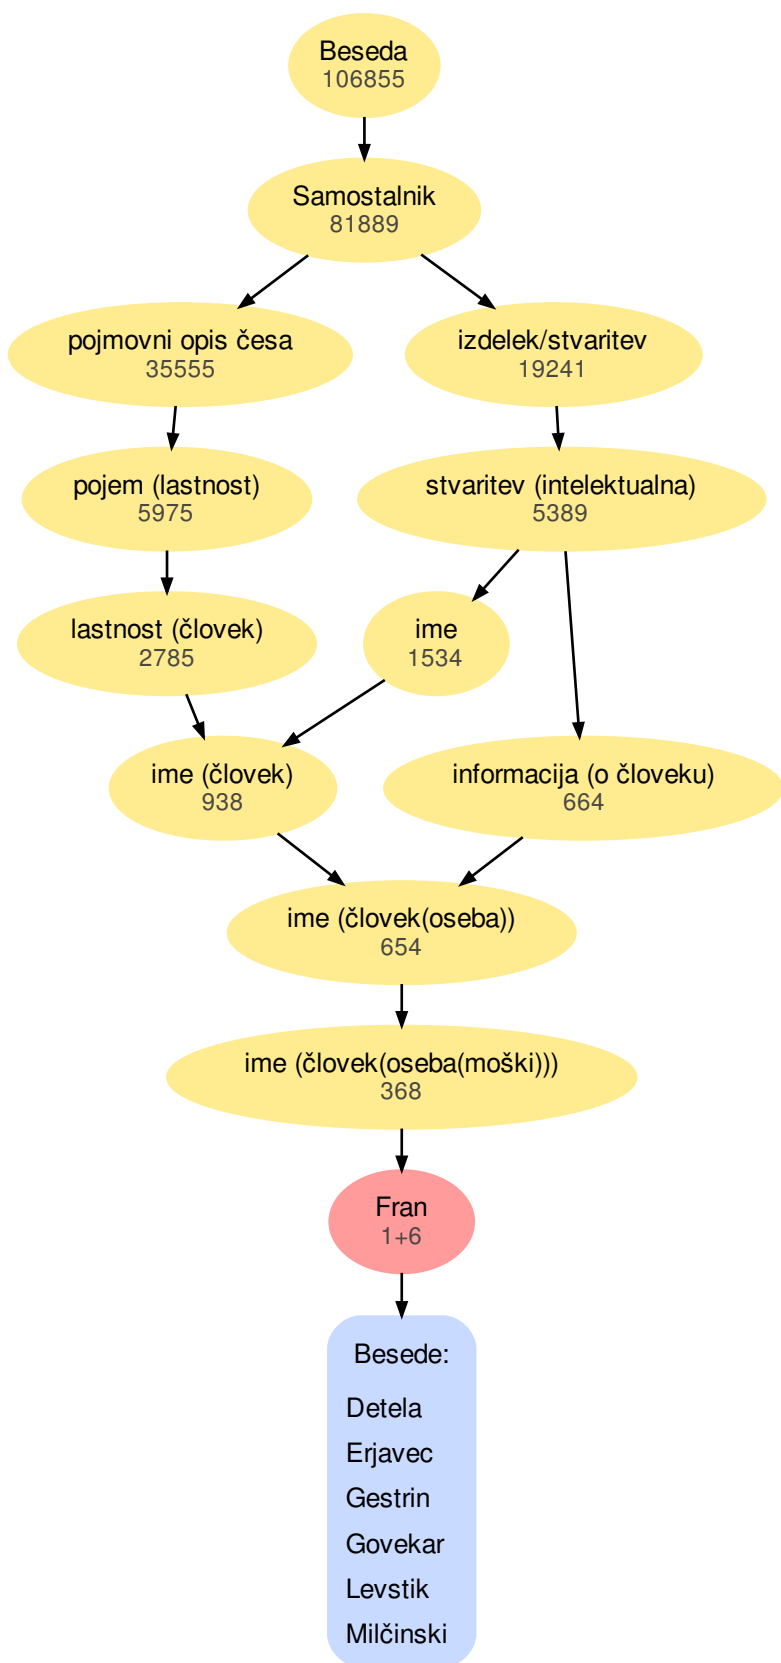 Beseda
106855
Samostalnik
81889
pojmovni opis česa
35555
izdelek/stvaritev
19241
pojem (lastnost)
5975
stvaritev (intelektualna)
5389
lastnost (človek)
2785
ime
1534
ime (človek)
938
informacija (o človeku)
664
ime (človek(oseba))
654
ime (človek(oseba(moški)))
368
Fran
1+6
Besede:
Detela
Erjavec
Gestrin
Govekar
Levstik
Milčinski